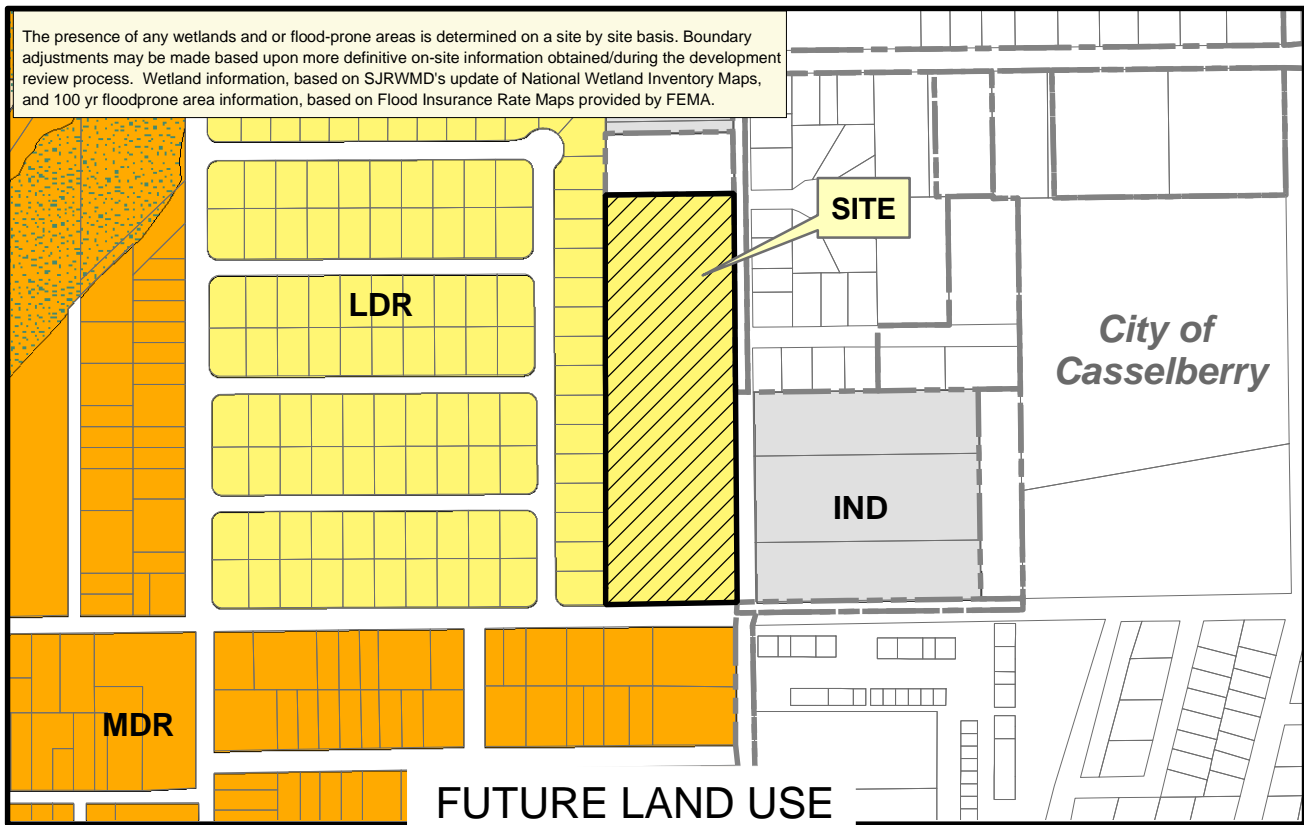 The presence of any wetlands and or flood-prone areas is determined on a site by site basis. Boundary
adjustments may be made based upon more definitive on-site information obtained/during the development
review process.  Wetland information, based on SJRWMD's update of National Wetland Inventory Maps,
and 100 yr floodprone area information, based on Flood Insurance Rate Maps provided by FEMA.
SITE
LDR
City of
Casselberry
IND
MDR
FUTURE LAND USE